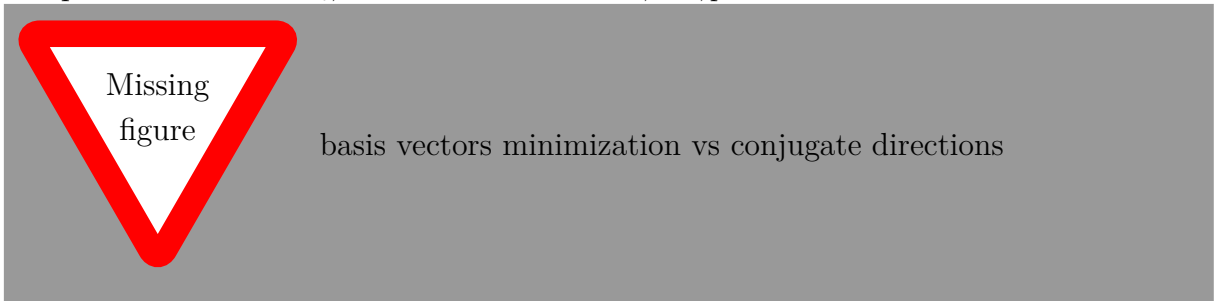 Missing
figure
basis vectors minimization vs conjugate directions